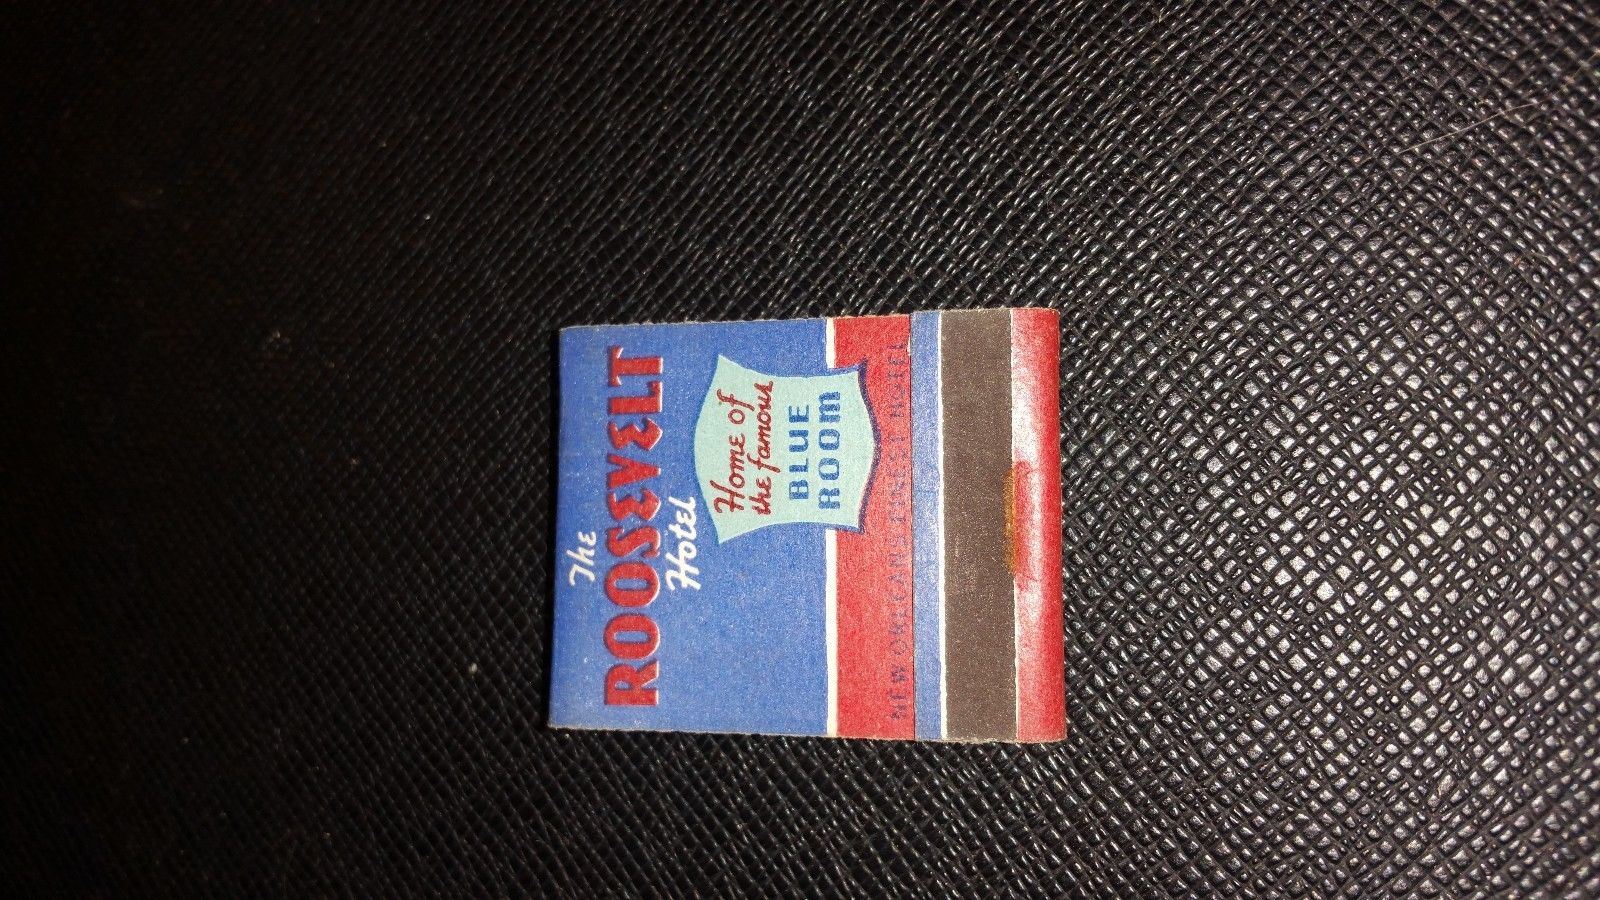 The
ROOSEVELT
Hotel
Home of
the famous
BLUE
ROOM
NEW ORLEANS FINEST HOTEL